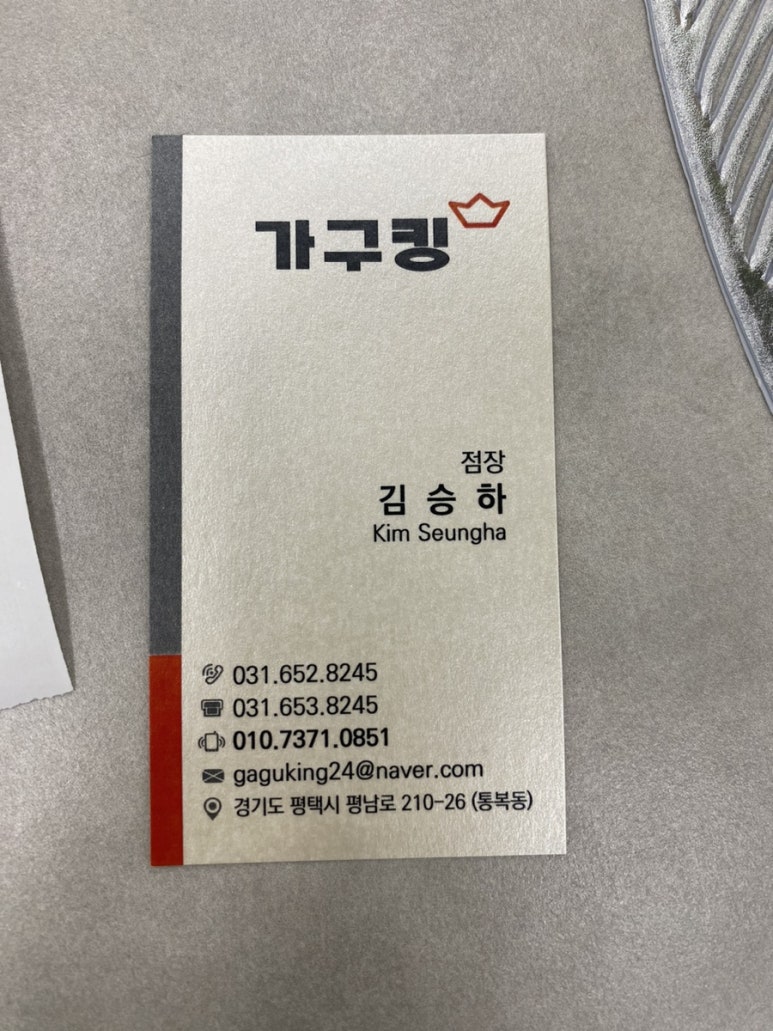 가구킹
점장
김 승 하
Kim Seungha
031.652.8245
031.653.8245
010.7371.0851
gaguking24@naver.com
경기도 평택시 평남로 210-26 (통복동)